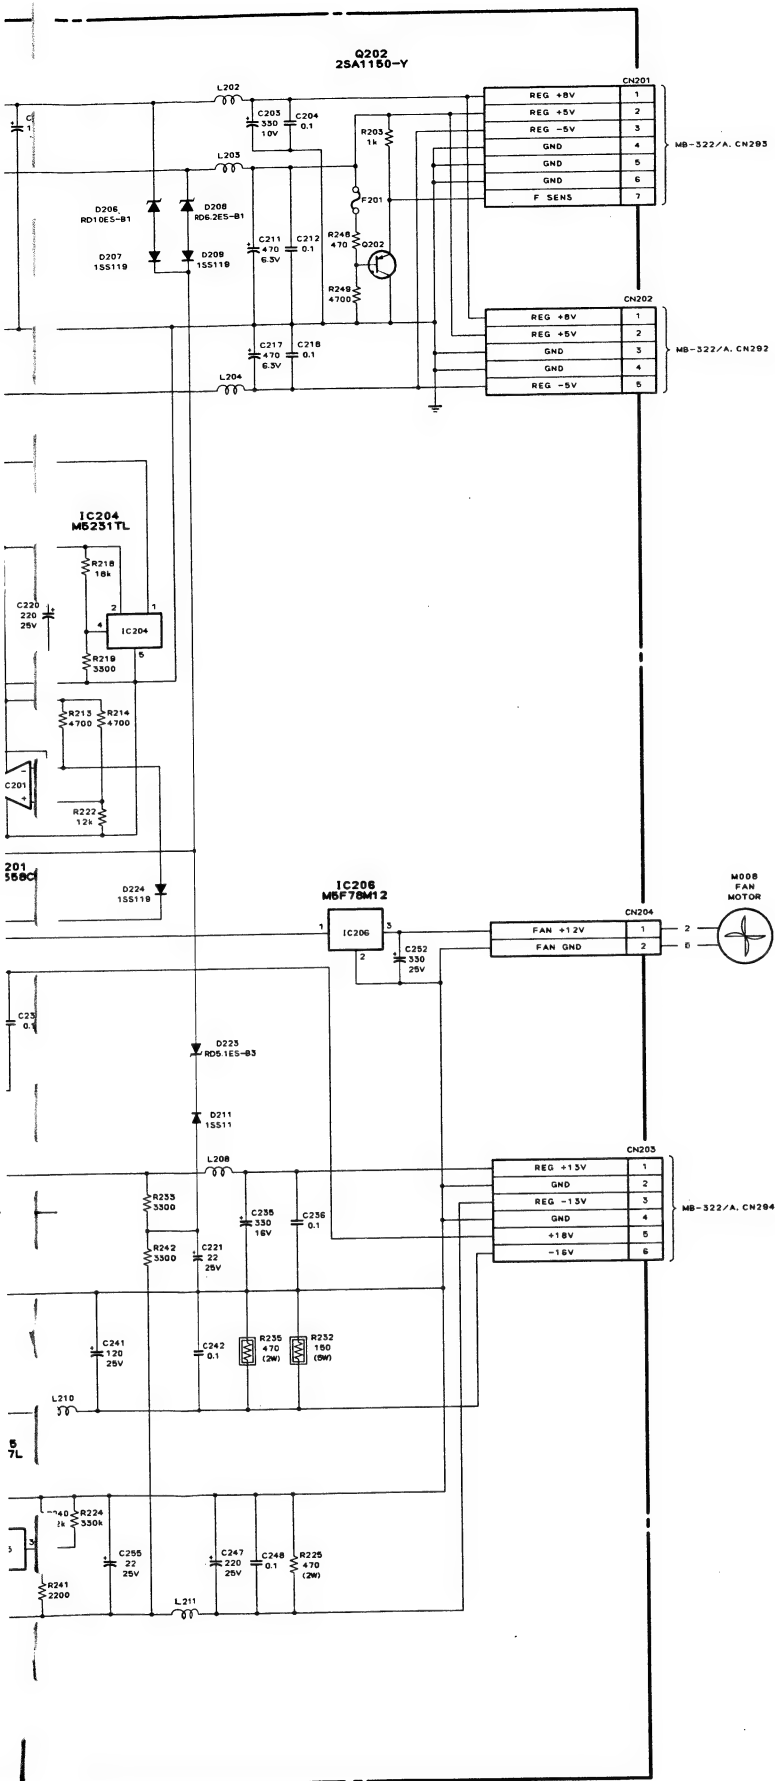 Q202
2SA1150-Y
CN201
REG +8V 1
REG +5V 2
REG -5V 3
GND 4
GND 5
GND 6
F SENS 7
MB-322/A. CN293
L202
C203
330
10V
C204
0.1
R203
1k
L203
D206
RD10ES-B1
D208
RD6.2ES-B1
D207
1SS119
D209
1SS119
C211
470
6.3V
C212
0.1
F201
R248
470
Q202
R249
4700
CN202
REG +8V 1
REG +5V 2
GND 3
GND 4
REG -5V 5
MB-322/A. CN292
C217
470
6.3V
C218
0.1
L204
IC204
M5231TL
R218
18k
C220
220
25V
2
1
4
IC204
5
R219
3300
R213
4700
R214
4700
C201
R222
12k
201
558C
D224
1SS119
IC206
M5F78M12
1
IC206
3
2
C252
330
25V
CN204
FAN +12V 1
FAN GND 2
2
M008
FAN
MOTOR
C23
0.1
D223
RD5.1ES-B3
D211
1SS11
L208
CN203
REG +13V 1
GND 2
REG -13V 3
GND 4
+18V 5
-16V 6
MB-322/A. CN294
R233
3300
C235
330
16V
C236
0.1
R242
3300
C221
22
25V
C241
120
25V
C242
0.1
R235
470
(2W)
R232
150
(5W)
L210
5
7L
240
2k
R224
330k
3
C255
22
25V
C247
220
25V
C248
0.1
R225
470
(2W)
R241
2200
L211